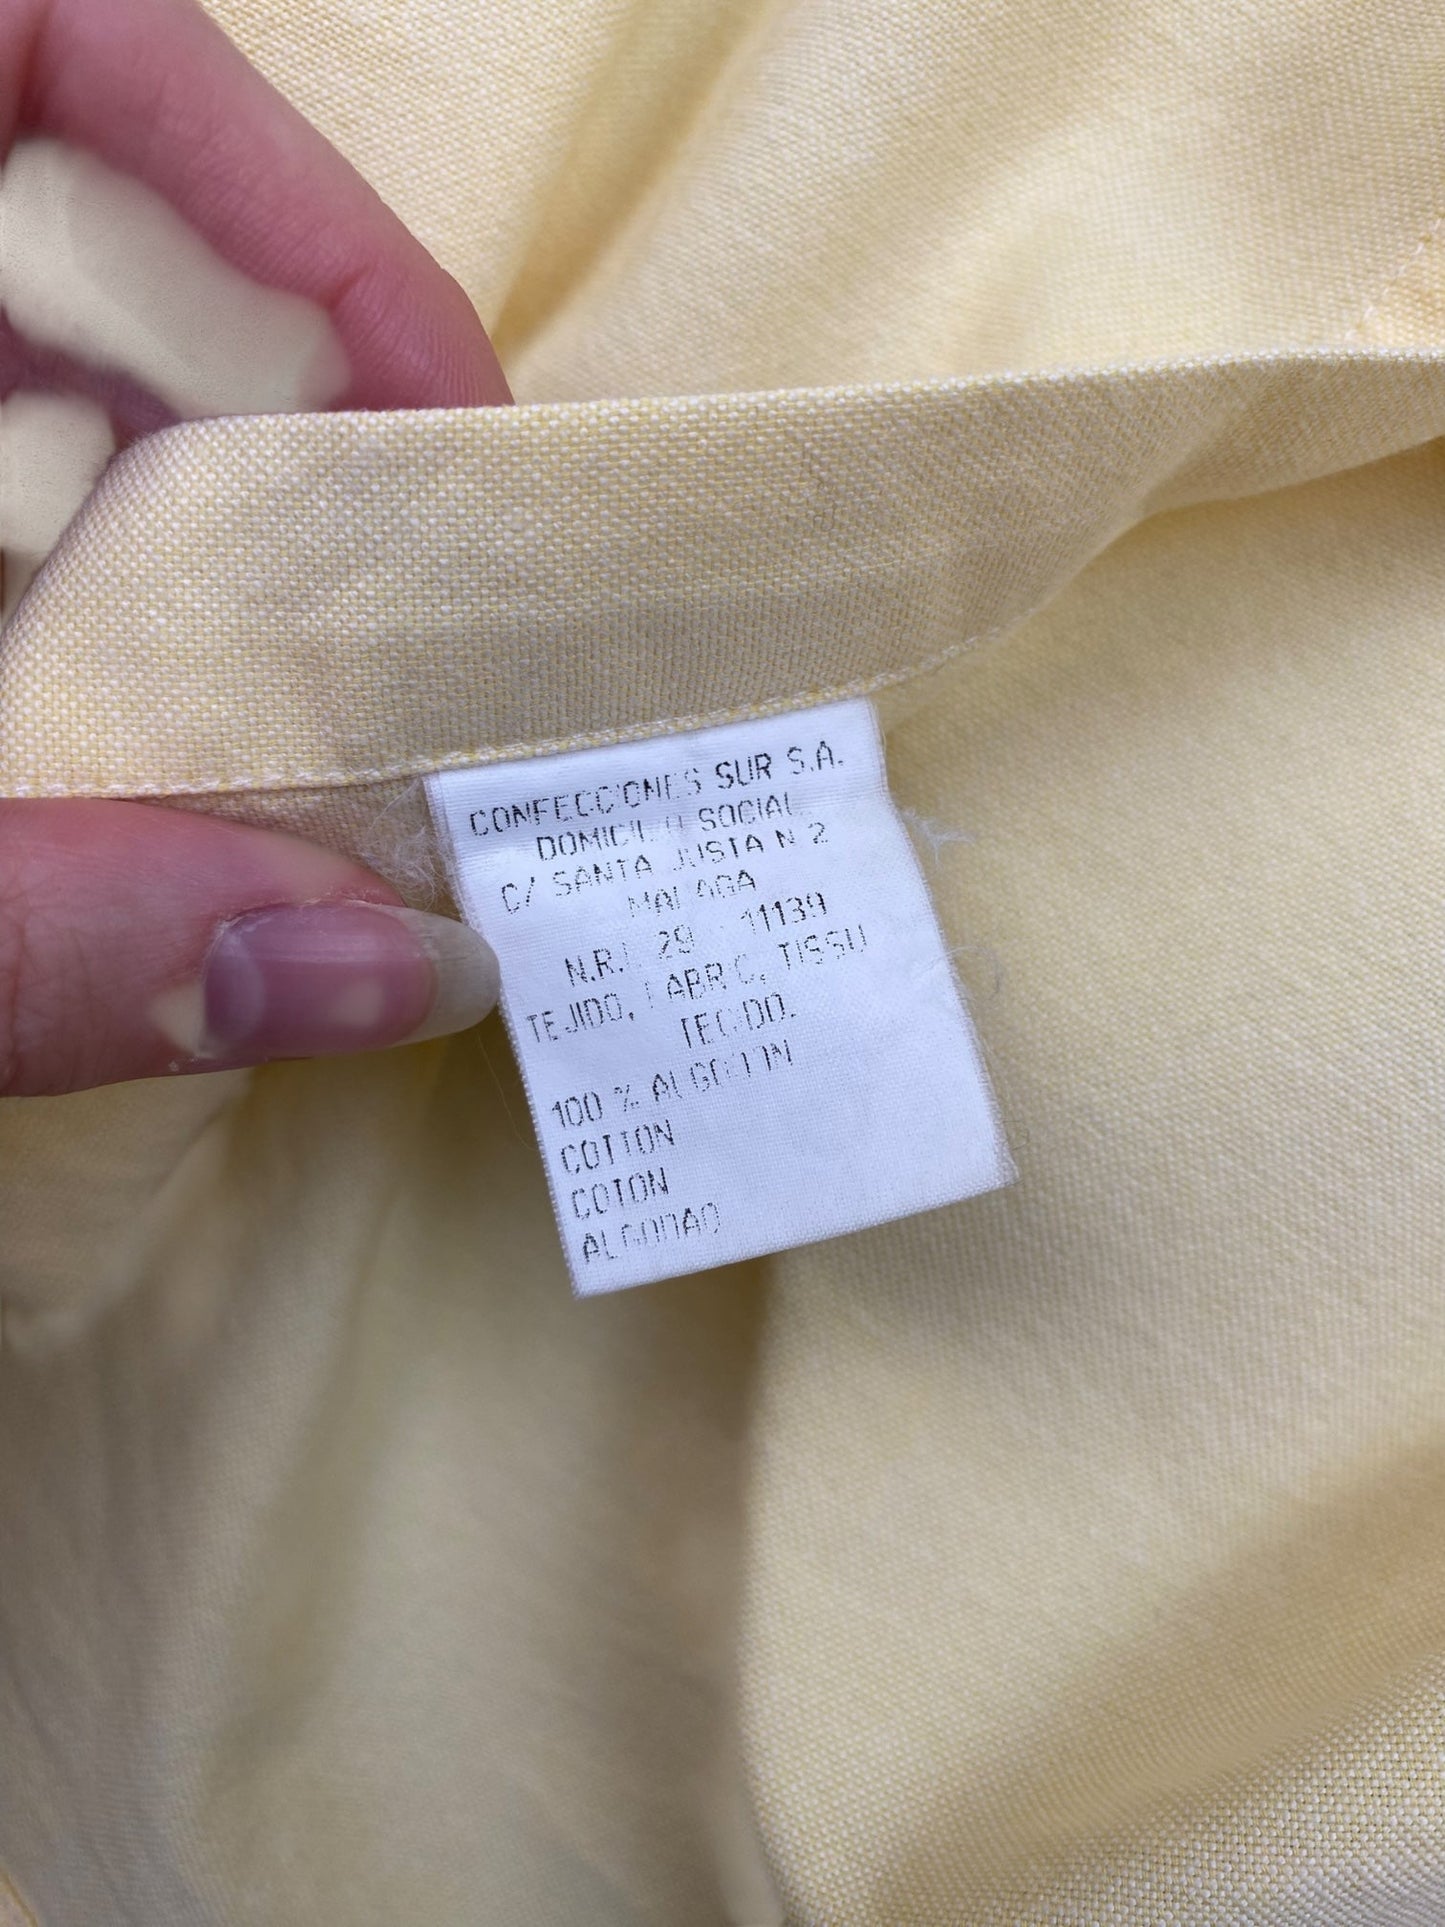 CONFECCIONES SUR S.A.
DOMICILIO SOCIAL
C/ SANTA JUSTA N 2
MALAGA
N.R.I. 29 - 11139
TEJIDO, FABRIC, TISSU
TECIDO.
100 % ALGODON
COTTON
COTON
ALGODAO